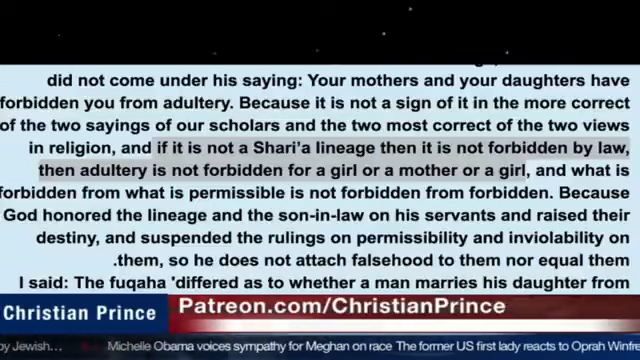 did not come under his saying: Your mothers and your daughters have
forbidden you from adultery. Because it is not a sign of it in the more correct
of the two sayings of our scholars and the two most correct of the two views
in religion, and if it is not a Shari'a lineage then it is not forbidden by law,
then adultery is not forbidden for a girl or a mother or a girl, and what is
forbidden from what is permissible is not forbidden from forbidden. Because
God honored the lineage and the son-in-law on his servants and raised their
destiny, and suspended the rulings on permissibility and inviolability on
.them, so he does not attach falsehood to them nor equal them
I said: The fuqaha 'differed as to whether a man marries his daughter from
Christian Prince
Patreon.com/ChristianPrince
by Jewish... Michelle Obama voices sympathy for Meghan on race The former US first lady reacts to Oprah Winfre